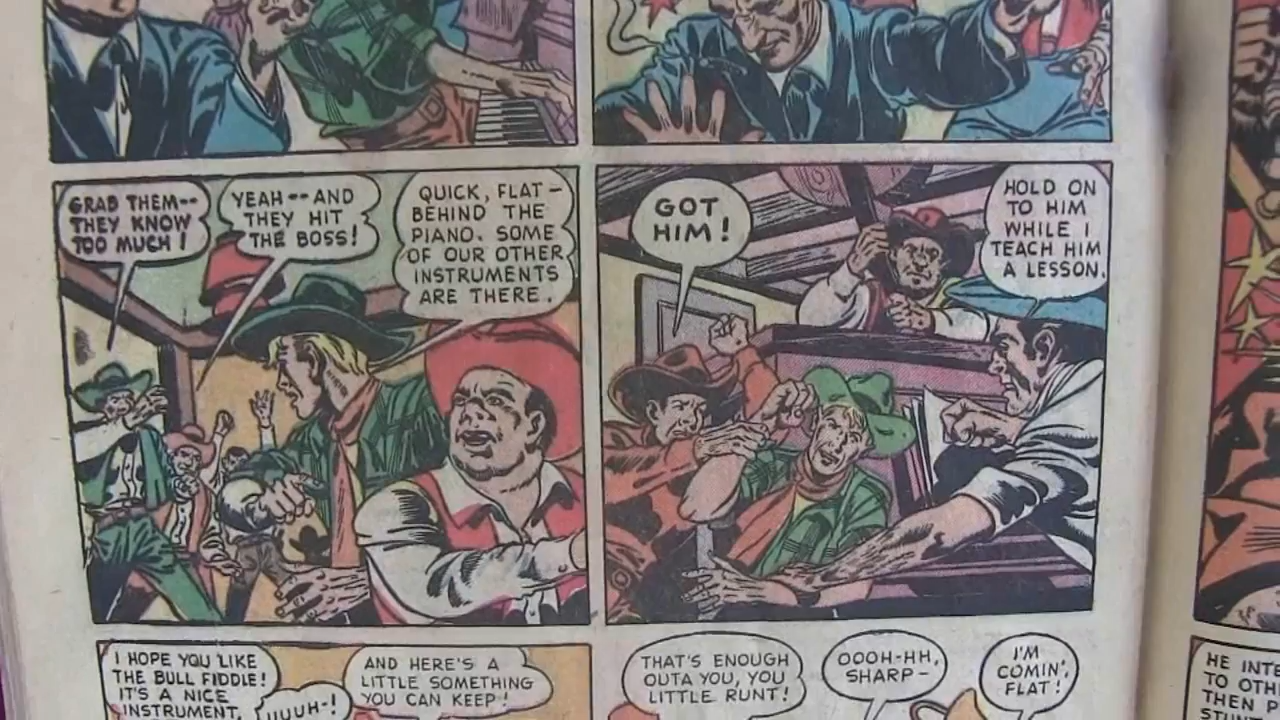 GRAB THEM--
THEY KNOW
TOO MUCH!
YEAH--AND
THEY HIT
THE BOSS!
QUICK, FLAT-
BEHIND THE
PIANO. SOME
OF OUR OTHER
INSTRUMENTS
ARE THERE.
GOT
HIM!
HOLD ON
TO HIM
WHILE I
TEACH HIM
A LESSON.
I HOPE YOU LIKE
THE BULL FIDDLE!
IT'S A NICE
INSTRUMENT,
UUUH-!
AND HERE'S A
LITTLE SOMETHING
YOU CAN KEEP!
THAT'S ENOUGH
OUTA YOU, YOU
LITTLE RUNT!
OOOH-HH,
SHARP-
I'M
COMIN',
FLAT!
HE INTE
TO OTH
THEN P